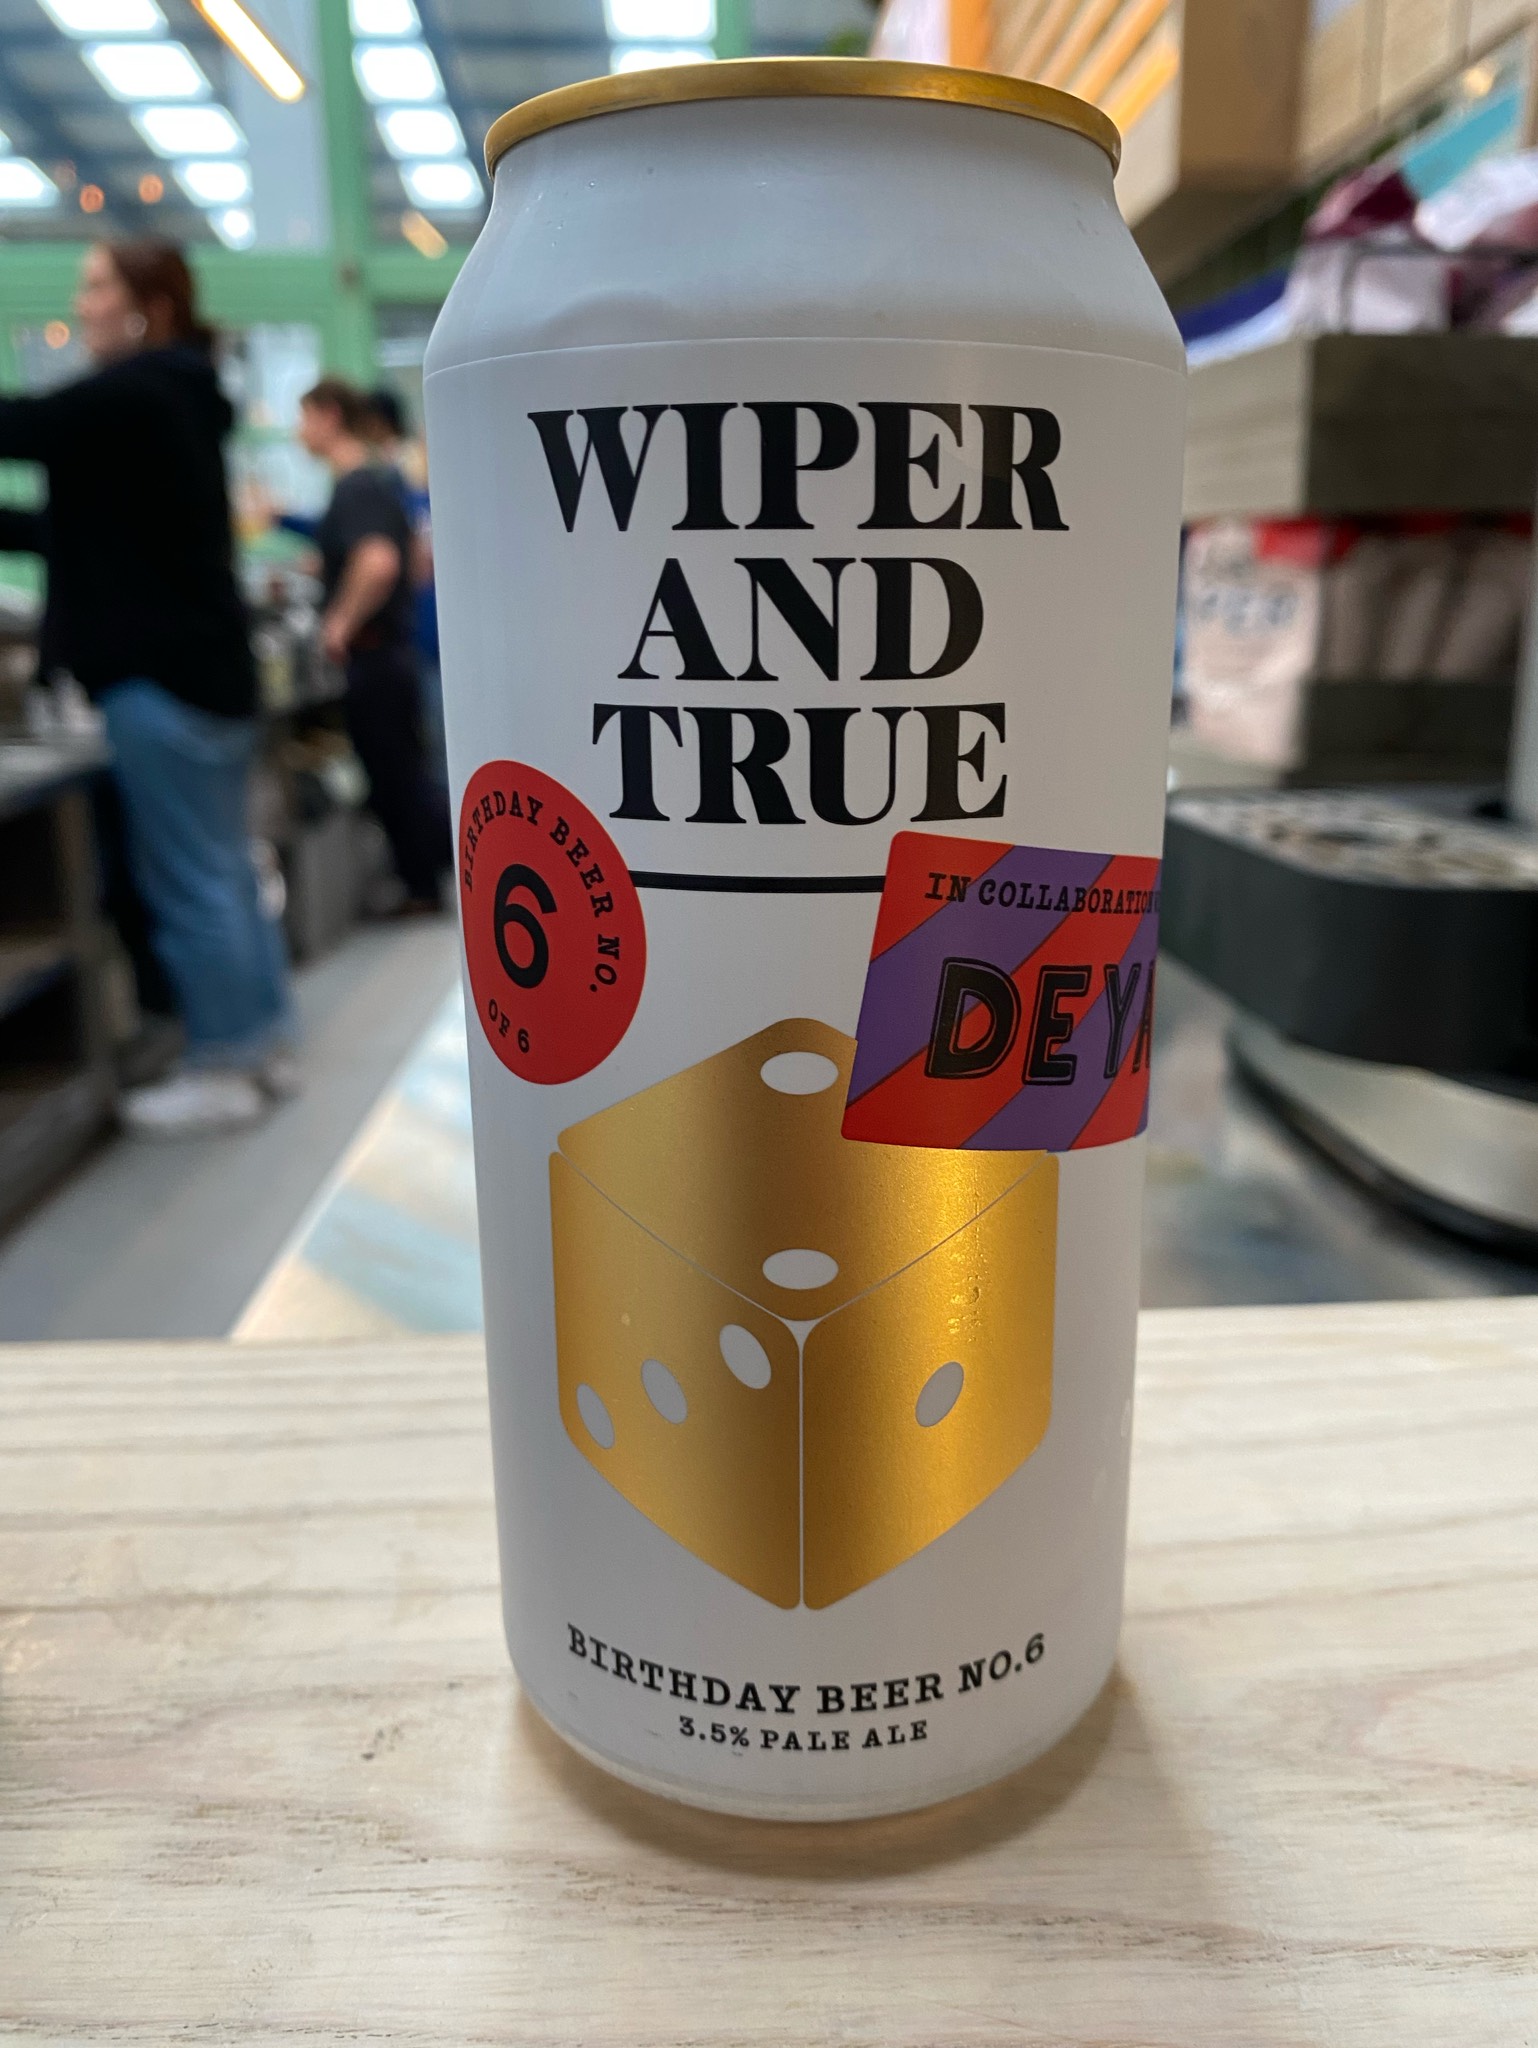 WIPER
AND
TRUE
BIRTHDAY BEER NO.
6
OF 6
IN COLLABORATION
DEYA
BIRTHDAY BEER NO.6
3.5% PALE ALE